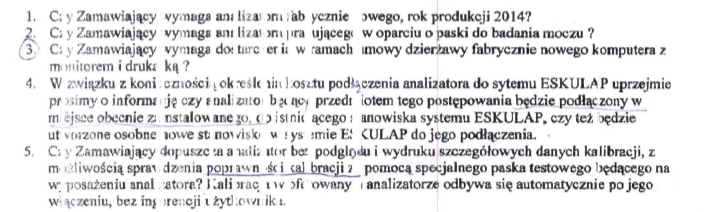 1. Czy Zamawiający wymaga analizatora fabrycznie nowego, rok produkcji 2014?
2. Czy Zamawiający wymaga analizatora pracującego w oparciu o paski do badania moczu ?
3. Czy Zamawiający wymaga dostarczenia w ramach umowy dzierżawy fabrycznie nowego komputera z
monitorem i drukarką ?
4. W związku z koniecznością określenia kosztu podłączenia analizatora do sytemu ESKULAP uprzejmie
prosimy o informację czy analizator będący przedmiotem tego postępowania będzie podłączony w
miejsce obecnie zainstalowanego, co istniejącego stanowiska systemu ESKULAP, czy też będzie
utworzone osobne nowe stanowisko w systemie ESKULAP do jego podłączenia.
5. Czy Zamawiający dopuszcza analizator bez podglądu i wydruku szczegółowych danych kalibracji, z
możliwością sprawdzenia poprawności calibracji z pomocą specjalnego paska testowego będącego na
wyposażeniu analizatora? Kalibracja w oferowanym analizatorze odbywa się automatycznie po jego
włączeniu, bez ingerencji użytkownika.